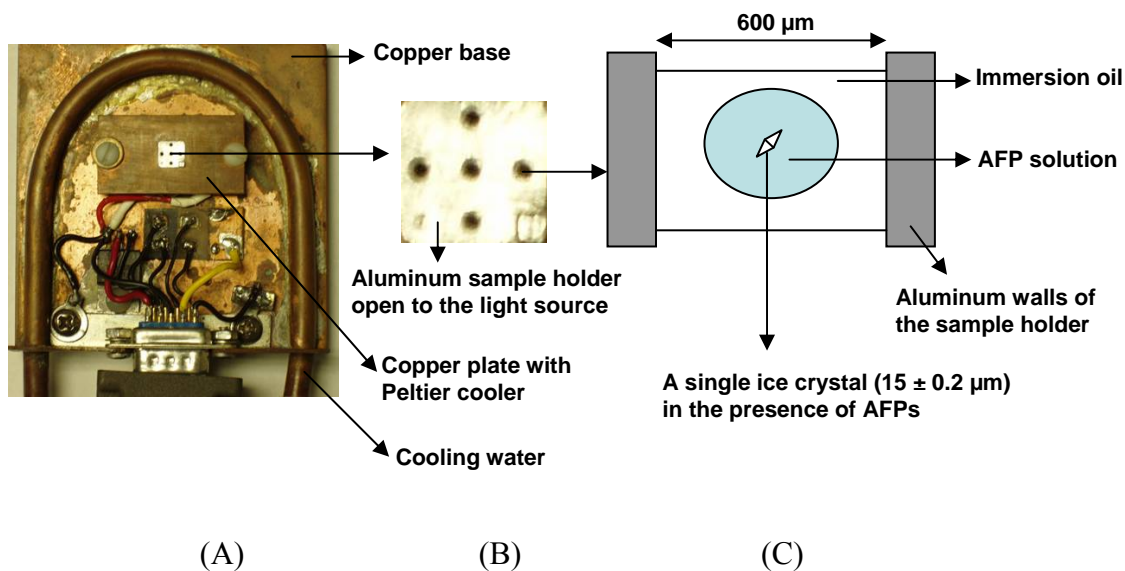 600 µm
Copper base
Immersion oil
AFP solution
Aluminum sample holder
open to the light source
Aluminum walls of
the sample holder
Copper plate with
Peltier cooler
A single ice crystal (15 ± 0.2 µm)
in the presence of AFPs
Cooling water
(A)
(B)
(C)